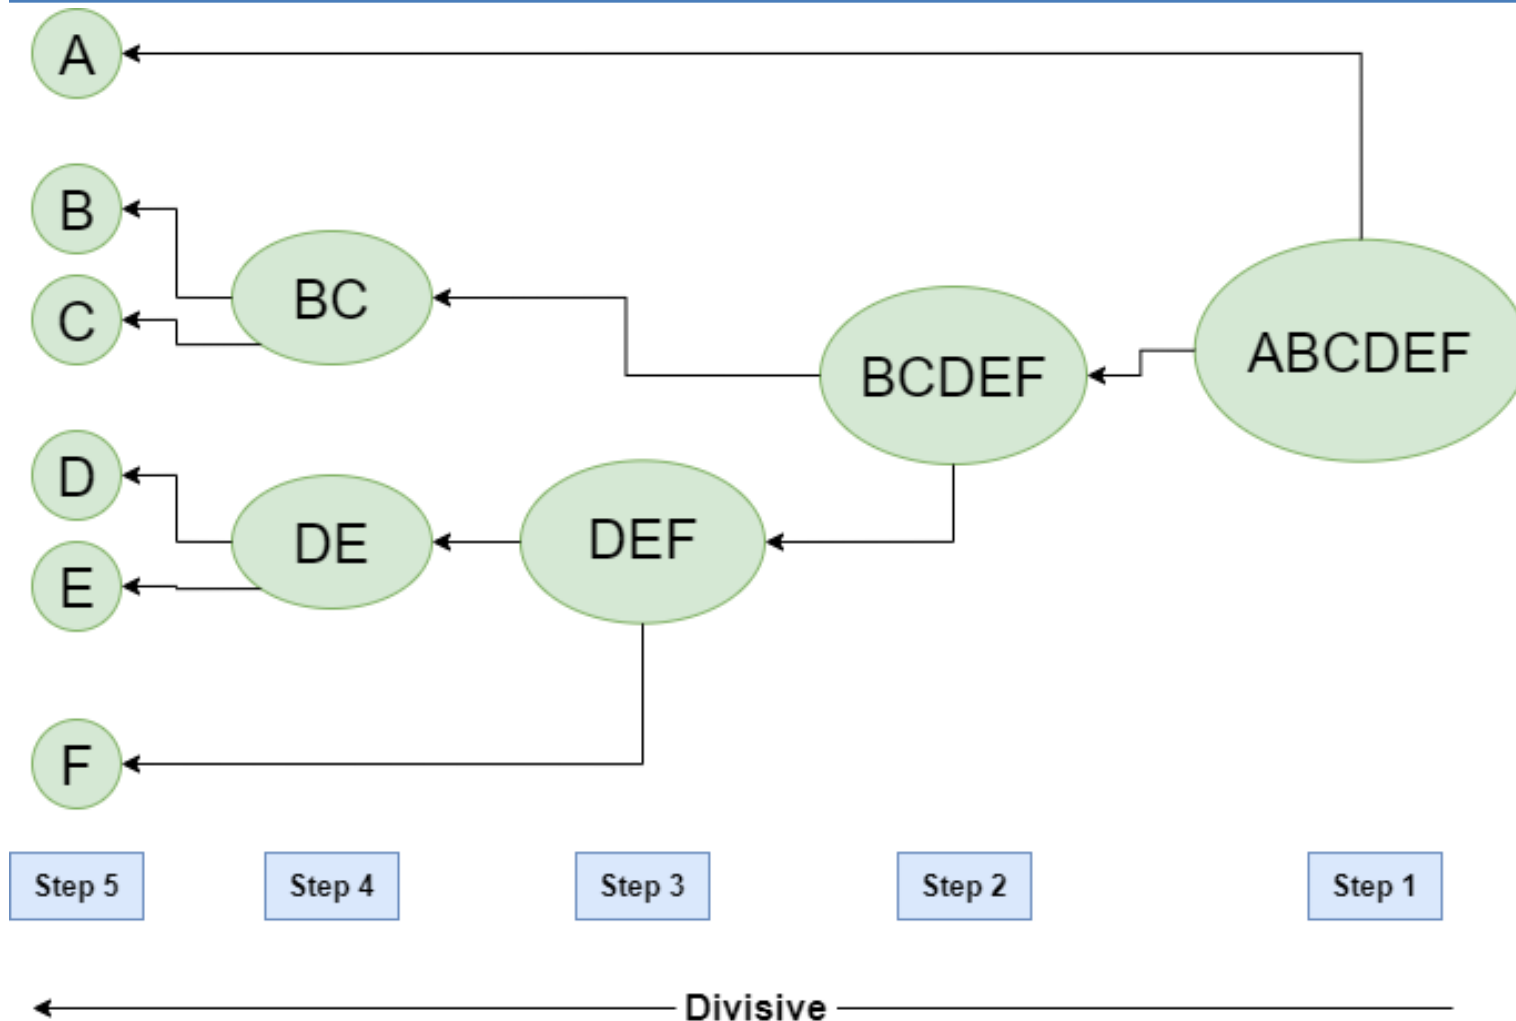 A
B
C
BC
BCDEF
ABCDEF
D
E
DE
DEF
F
Step 5
Step 4
Step 3
Step 2
Step 1
Divisive